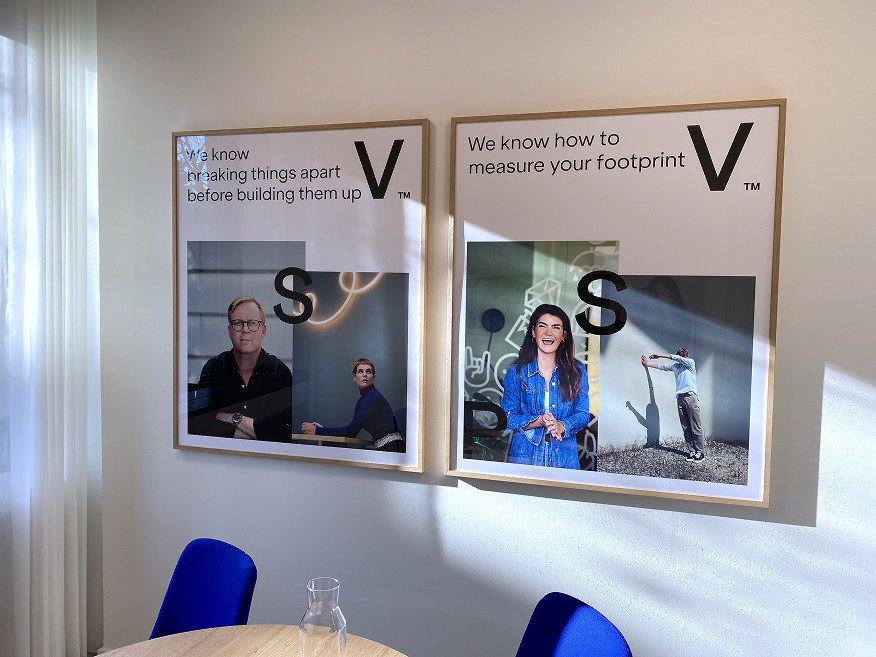 We know
breaking things apart
before building them up
V
TM
S
We know how to
measure your footprint
V
TM
S